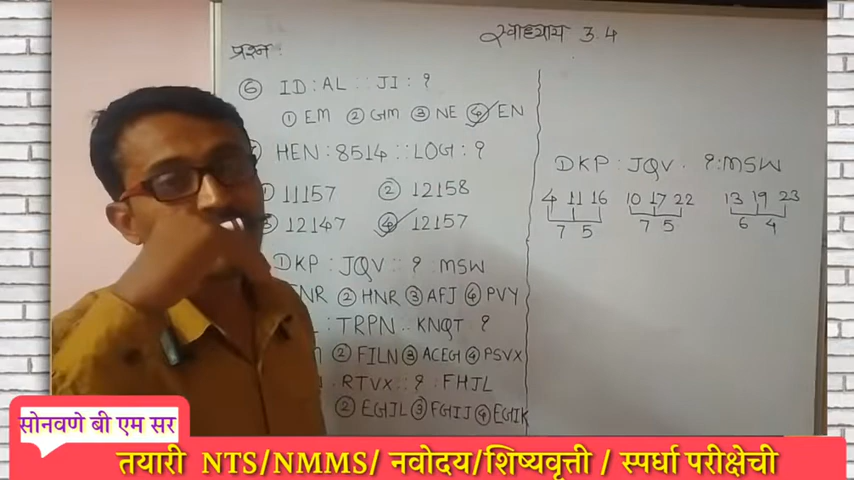 स्वाध्याय 3.4
प्रश्न :
⑥ ID : AL :: JI : ?
① EM ② GM ③ NE ④ EN
HEN : 8514 :: LOG : ?
11157 ② 12158
12147 ④ 12157
DKP : JQV :: ? : MSW
NR ② HNR ③ AFJ ④ PVY
: TRPN :: KNQT : ?
② FILN ③ ACEG ④ PSVX
: RTVX :: ? : FHJL
② EGJL ③ FGIJ ④ EGIK
DKP : JQV . ? : MSW
4 11 16 10 17 22 13 19 23
7 5 7 5 6 4
सोनवणे बी एम सर
तयारी NTS/NMMS/ नवोदय/शिष्यवृत्ती / स्पर्धा परीक्षेची